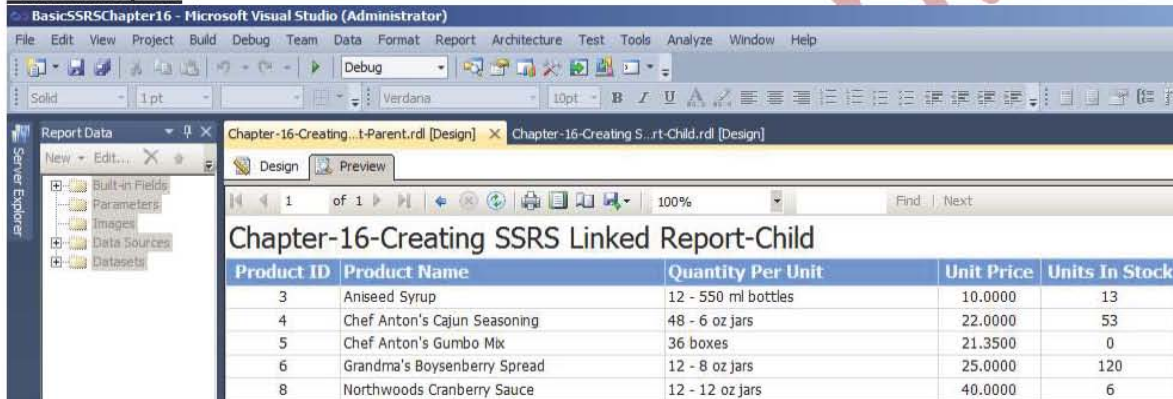 BasicSSRSChapter16 - Microsoft Visual Studio (Administrator)
File Edit View Project Build Debug Team Data Format Report Architecture Test Tools Analyze Window Help
Debug
Solid 1 pt Verdana 10pt B I U A
Server Explorer
Report Data
New Edit...
Built-in Fields
Parameters
Images
Data Sources
Datasets
Chapter-16-Creating...t-Parent.rdl [Design] Chapter-16-Creating S...rt-Child.rdl [Design]
Design Preview
1 of 1 100% Find | Next
Chapter-16-Creating SSRS Linked Report-Child
Product ID Product Name Quantity Per Unit Unit Price Units In Stock
3 Aniseed Syrup 12 - 550 ml bottles 10.0000 13
4 Chef Anton's Cajun Seasoning 48 - 6 oz jars 22.0000 53
5 Chef Anton's Gumbo Mix 36 boxes 21.3500 0
6 Grandma's Boysenberry Spread 12 - 8 oz jars 25.0000 120
8 Northwoods Cranberry Sauce 12 - 12 oz jars 40.0000 6